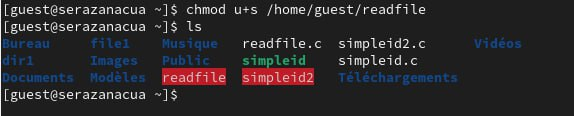 [guest@serazanacua ~]$ chmod u+s /home/guest/readfile
[guest@serazanacua ~]$ ls
Bureau file1 Musique readfile.c simpleid2.c Vidéos
dir1 Images Public simpleid simpleid.c
Documents Modèles readfile simpleid2 Téléchargements
[guest@serazanacua ~]$